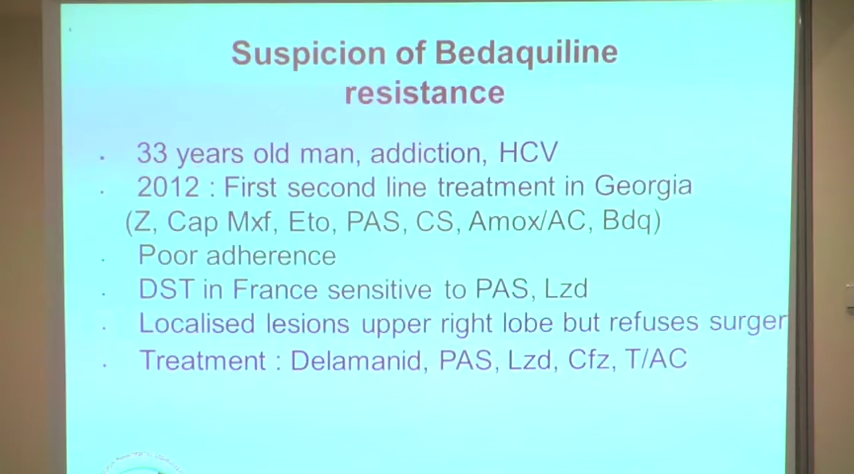 Suspicion of Bedaquiline
resistance
· 33 years old man, addiction, HCV
· 2012 : First second line treatment in Georgia
(Z, Cap Mxf, Eto, PAS, CS, Amox/AC, Bdq)
· Poor adherence
· DST in France sensitive to PAS, Lzd
· Localised lesions upper right lobe but refuses surger
· Treatment : Delamanid, PAS, Lzd, Cfz, T/AC